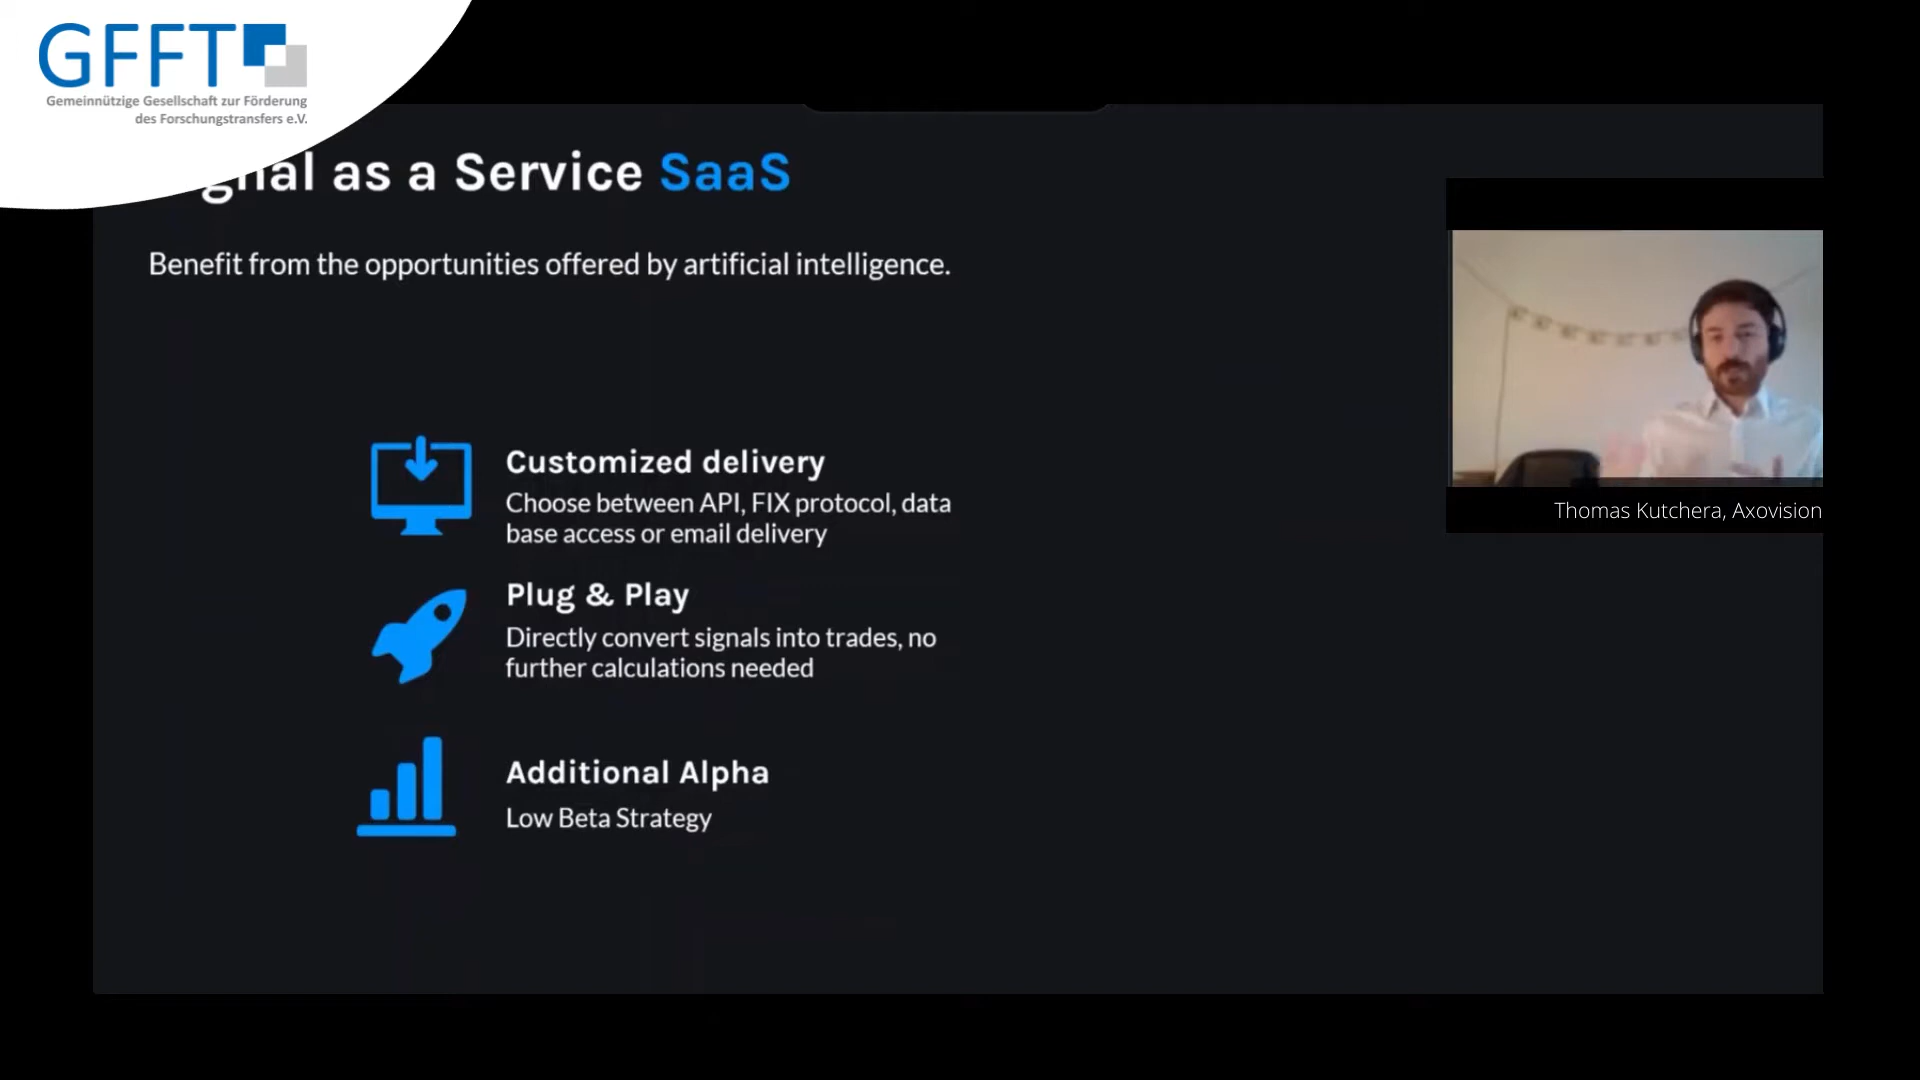 GFFT
Gemeinnützige Gesellschaft zur Förderung
des Forschungstransfers e.V.
as a Service SaaS
Benefit from the opportunities offered by artificial intelligence.
Customized delivery
Choose between API, FIX protocol, data
base access or email delivery
Plug & Play
Directly convert signals into trades, no
further calculations needed
Additional Alpha
Low Beta Strategy
Thomas Kutchera, Axovision